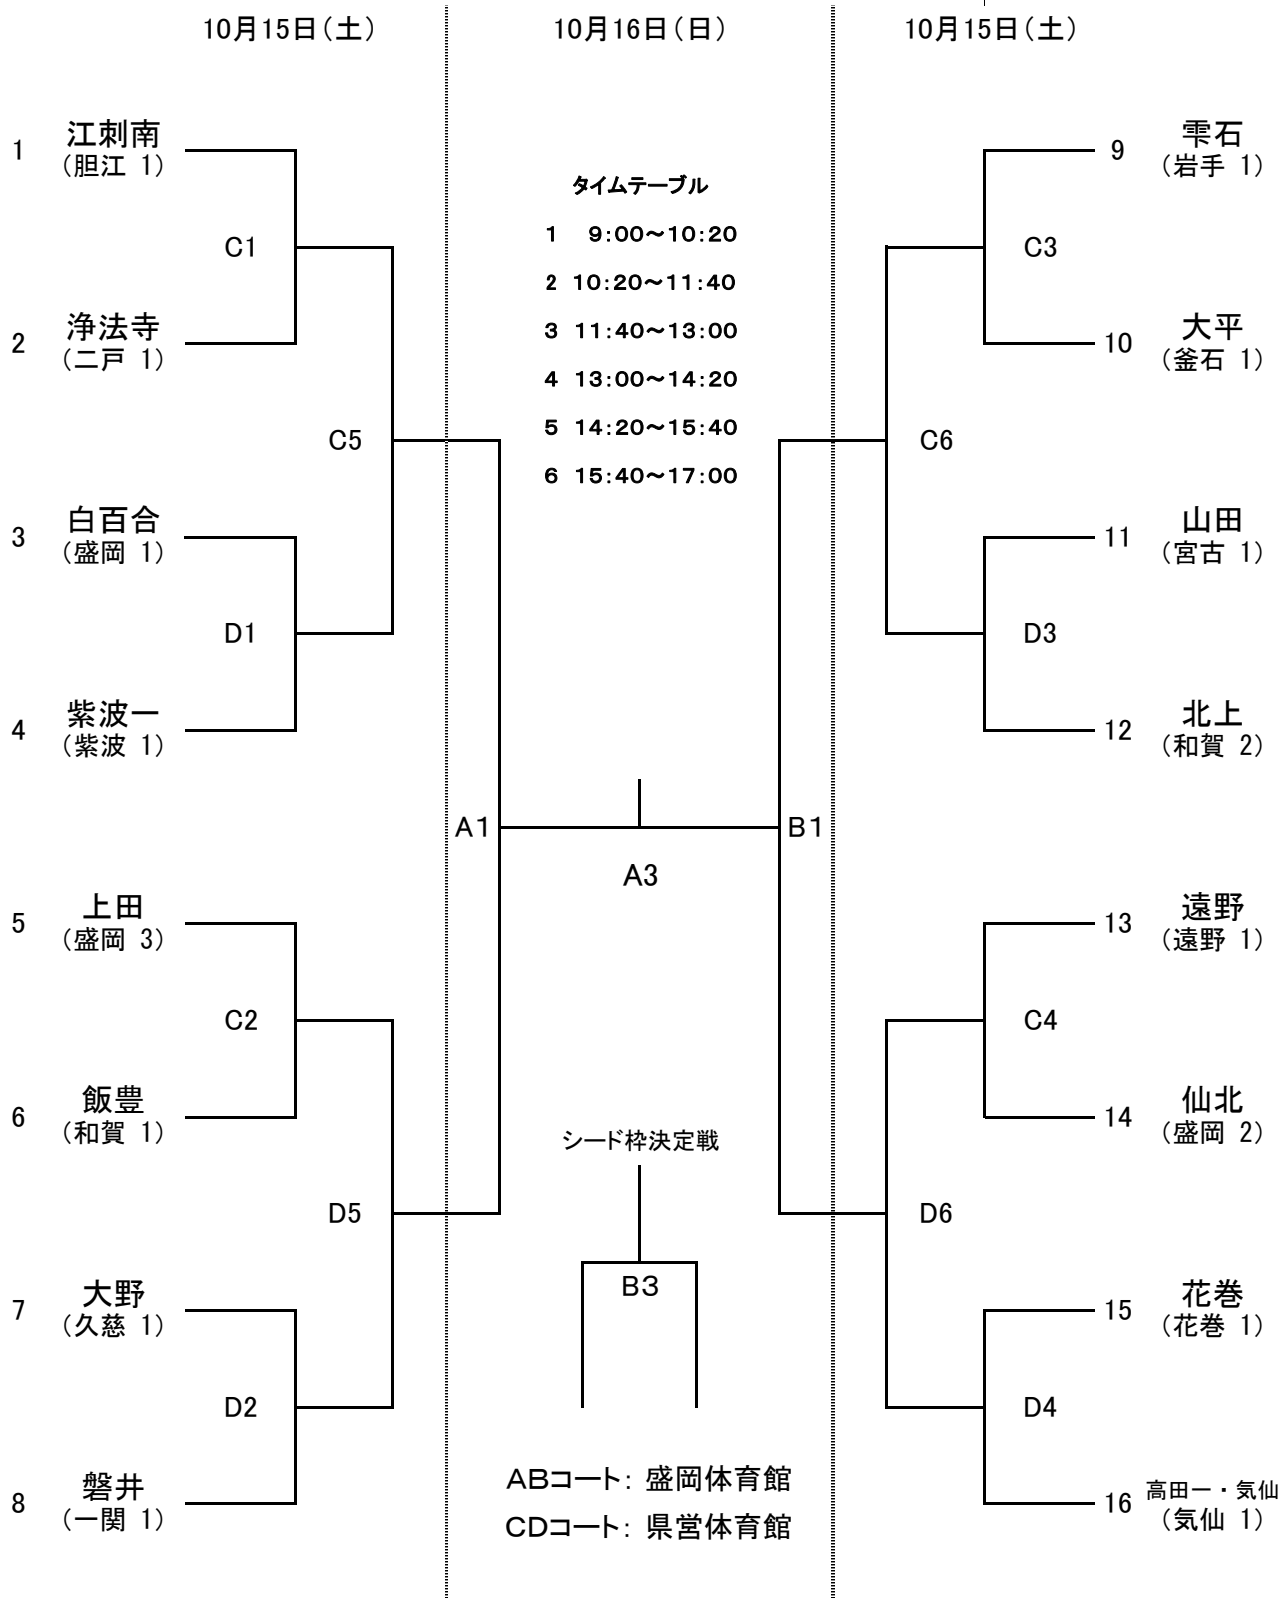 10月15日（土）
10月16日（日）
10月15日（土）
1 江刺南
（胆江 1）
C1
2 浄法寺
（二戸 1）
C5
3 白百合
（盛岡 1）
D1
4 紫波一
（紫波 1）
A1
5 上田
（盛岡 3）
C2
6 飯豊
（和賀 1）
D5
7 大野
（久慈 1）
D2
8 磐井
（一関 1）
タイムテーブル
1 9:00～10:20
2 10:20～11:40
3 11:40～13:00
4 13:00～14:20
5 14:20～15:40
6 15:40～17:00
A3
シード枠決定戦
B3
ABコート: 盛岡体育館
CDコート: 県営体育館
9 雫石
（岩手 1）
C3
10 大平
（釜石 1）
C6
11 山田
（宮古 1）
D3
12 北上
（和賀 2）
B1
13 遠野
（遠野 1）
C4
14 仙北
（盛岡 2）
D6
15 花巻
（花巻 1）
D4
16 高田一・気仙
（気仙 1）